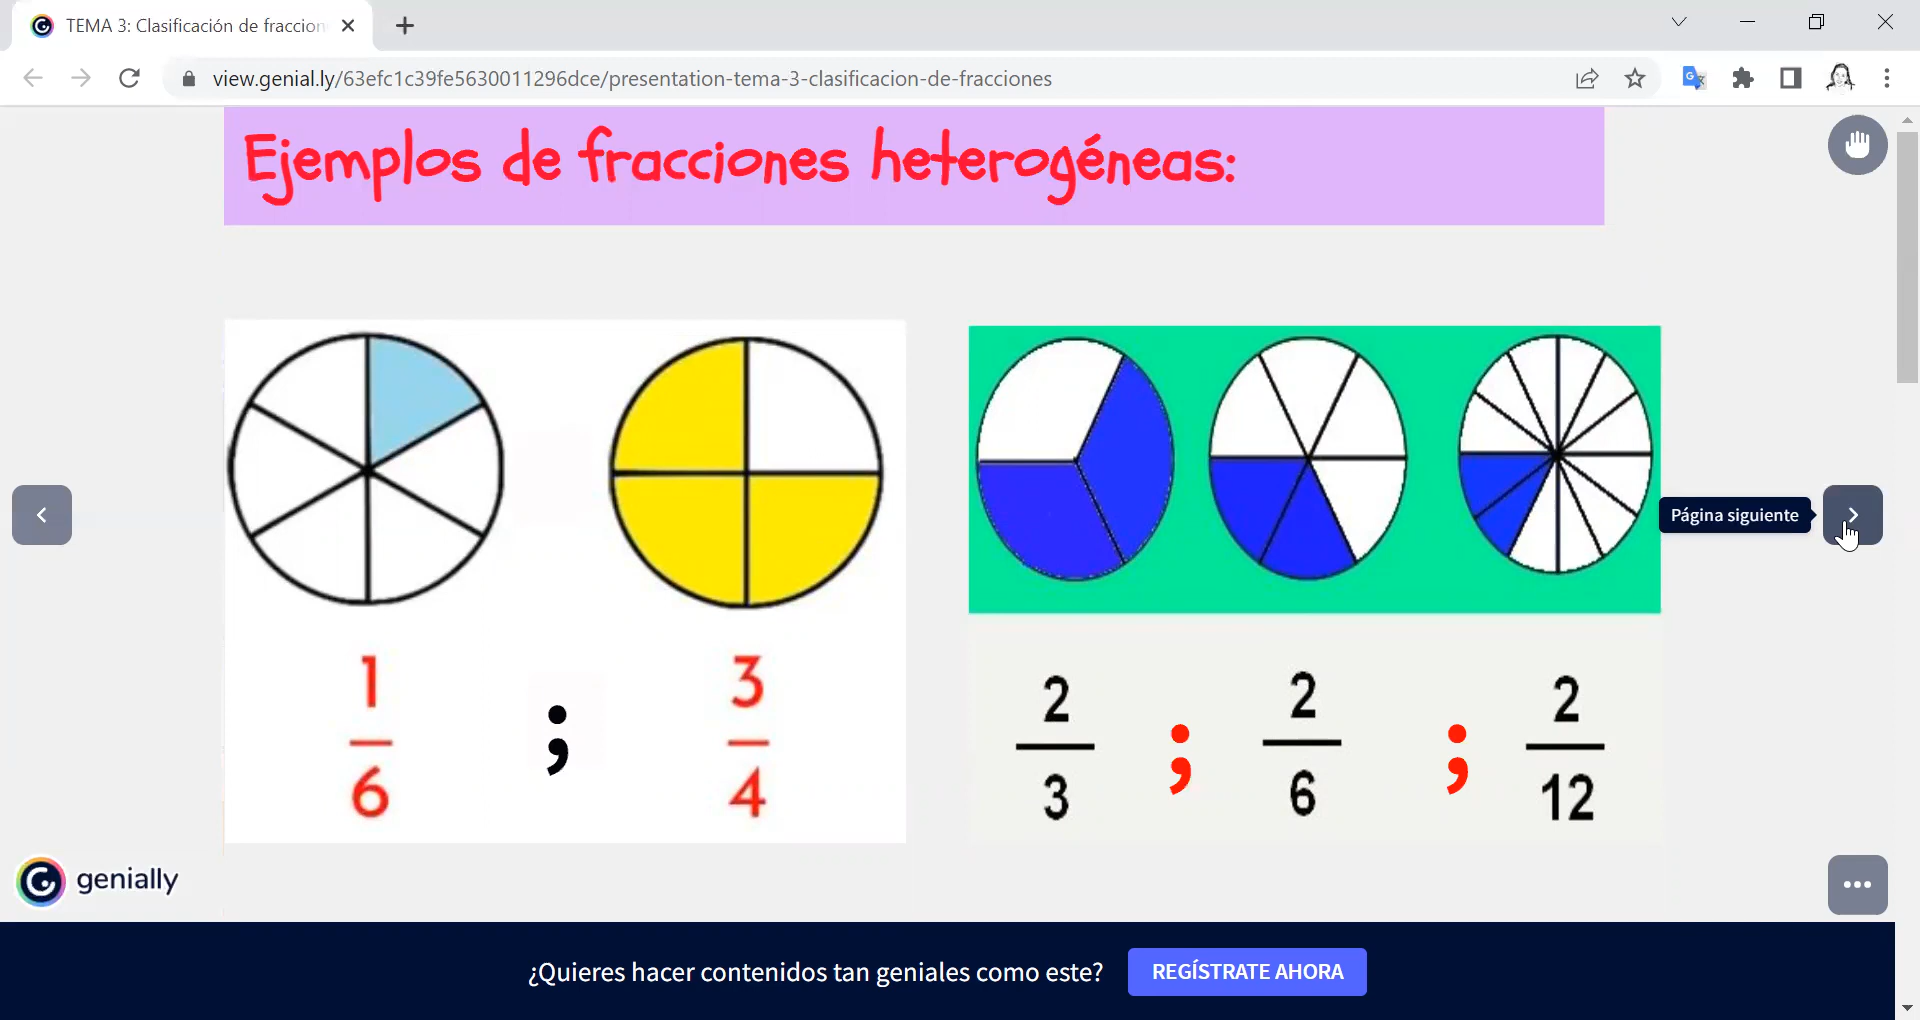 TEMA 3: Clasificación de fraccion
view.genial.ly/63efc1c39fe5630011296dce/presentation-tema-3-clasificacion-de-fracciones
Ejemplos de fracciones heterogéneas:
Página siguiente
1/6 ; 3/4
2/3 ; 2/6 ; 2/12
genially
¿Quieres hacer contenidos tan geniales como este? REGÍSTRATE AHORA